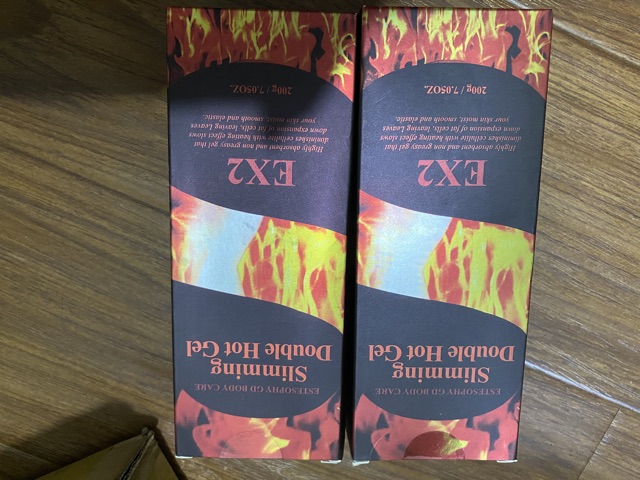 ESTESOPHY GD BODY CARE
Slimming
Double Hot Gel
EX2
Highly absorbent and non greasy gel that
diminishes cellulite with heating effect slows
down expansion of fat cells, leaving Leaves
your skin moist, smooth and elastic.
200g / 7.05OZ.
ESTESOPHY GD BODY CARE
Slimming
Double Hot Gel
EX2
Highly absorbent and non greasy gel that
diminishes cellulite with heating effect slows
down expansion of fat cells, leaving Leaves
your skin moist, smooth and elastic.
200g / 7.05OZ.